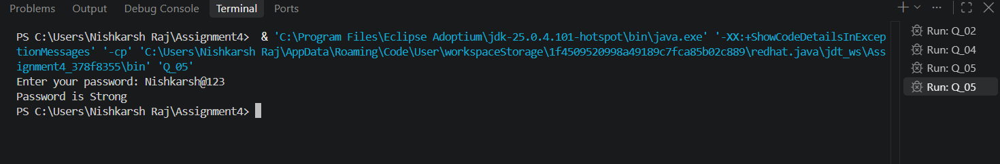 Problems Output Debug Console Terminal Ports
PS C:\Users\Nishkarsh Raj\Assignment4>  & 'C:\Program Files\Eclipse Adoptium\jdk-25.0.4.101-hotspot\bin\java.exe' '-XX:+ShowCodeDetailsInExcep
tionMessages' '-cp' 'C:\Users\Nishkarsh Raj\AppData\Roaming\Code\User\workspaceStorage\1f4509520998a49189c7fca85b02c889\redhat.java\jdt_ws\Ass
ignment4_378f8355\bin' 'Q_05'
Enter your password: Nishkarsh@123
Password is Strong
PS C:\Users\Nishkarsh Raj\Assignment4>
Run: Q_02
Run: Q_04
Run: Q_05
Run: Q_05